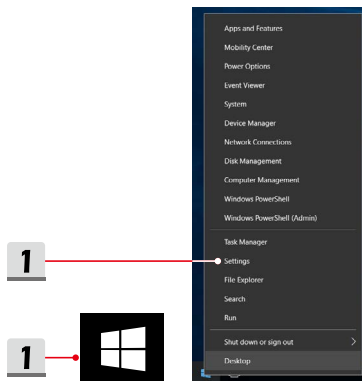 Apps and Features
Mobility Center
Power Options
Event Viewer
System
Device Manager
Network Connections
Disk Management
Computer Management
Windows PowerShell
Windows PowerShell (Admin)
Task Manager
1 Settings
File Explorer
Search
Run
Shut down or sign out
1
Desktop